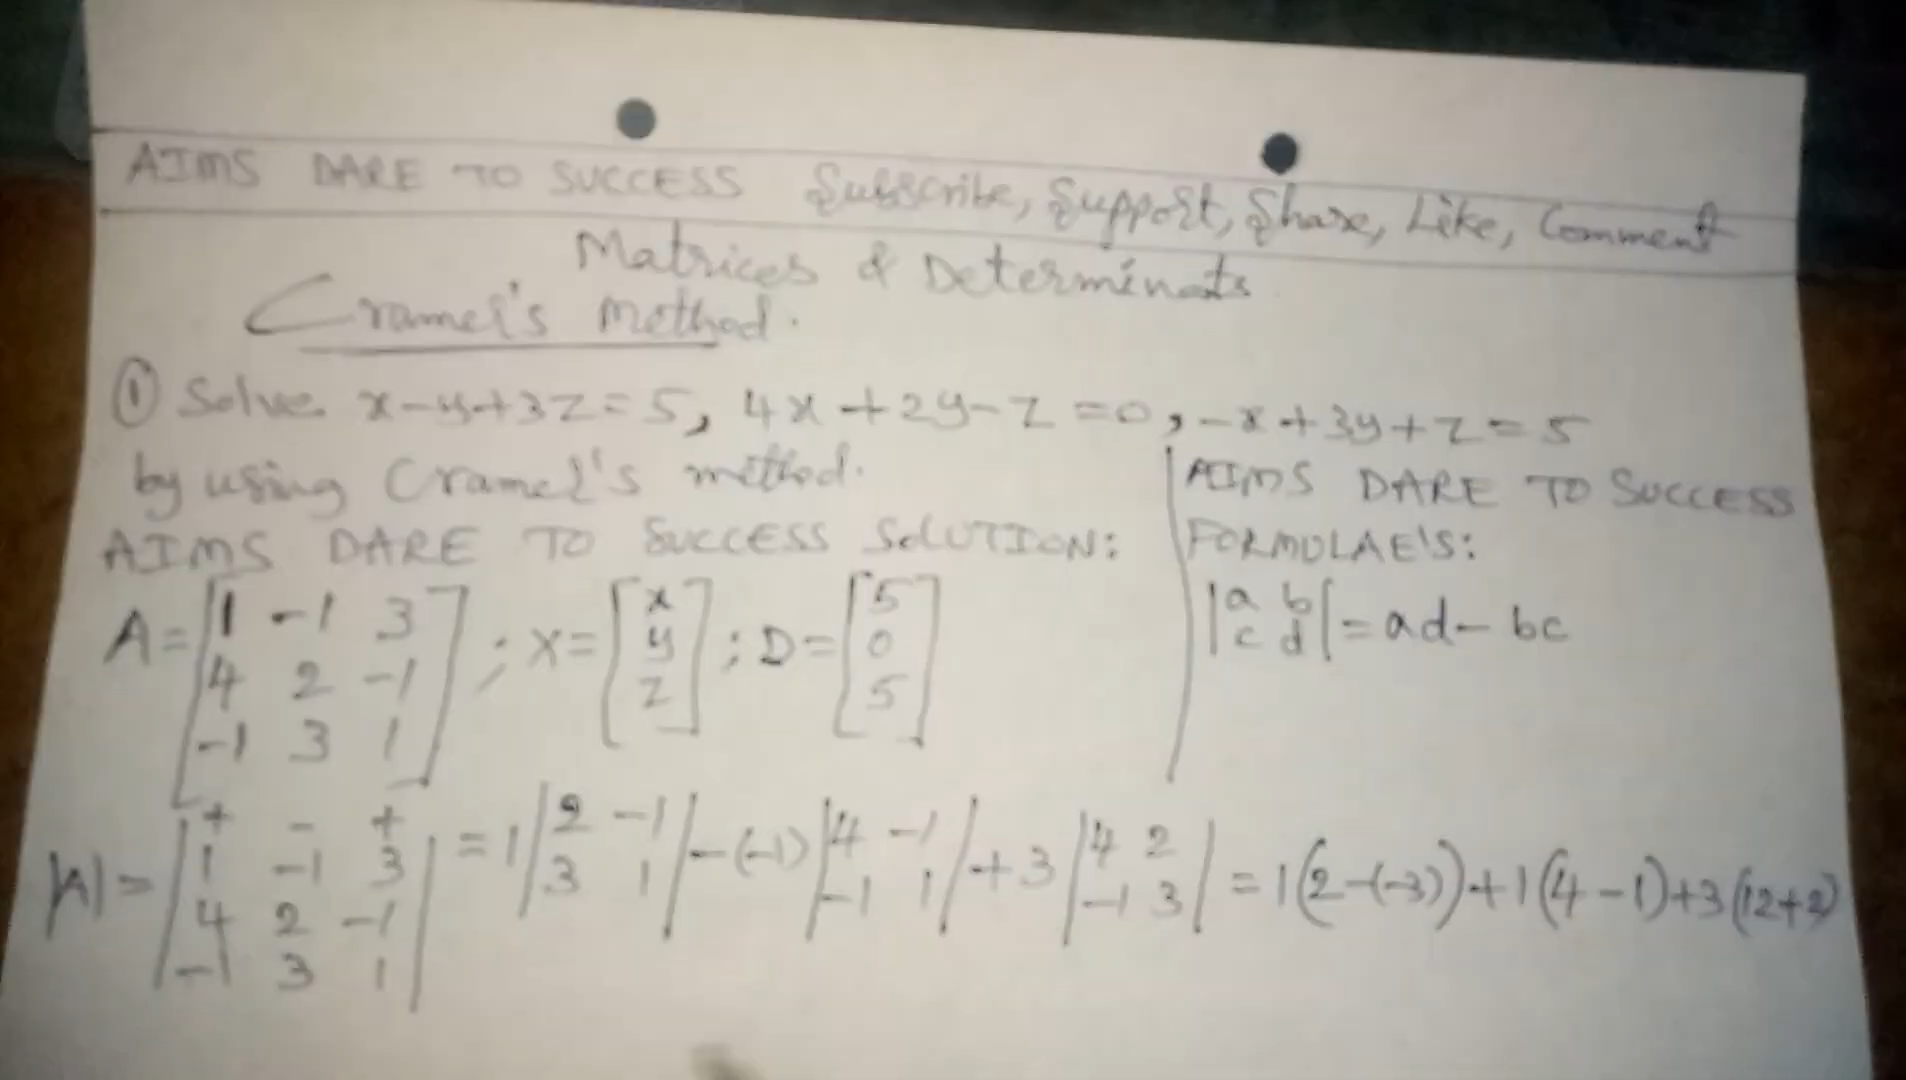 AIMS DARE TO SUCCESS Subscribe, Support, Share, Like, Comment
Matrices & Determinats
Cramer's Method.
① Solve x-y+3z=5, 4x+2y-z=0, -x+3y+z=5
by using Cramer's method.
AIMS DARE TO SUCCESS SOLUTION:
A=[1 -1 3
4 2 -1
-1 3 1]; X=[x
y
z]; D=[5
0
5]
AIMS DARE TO SUCCESS
FORMULAE'S:
|a b
c d|=ad-bc
+ - +
|A|=|1 -1 3
4 2 -1
-1 3 1| =1|2 -1
3 1|-(-1)|4 -1
-1 1|+3|4 2
-1 3|=1(2-(-3))+1(4-1)+3(12+2)